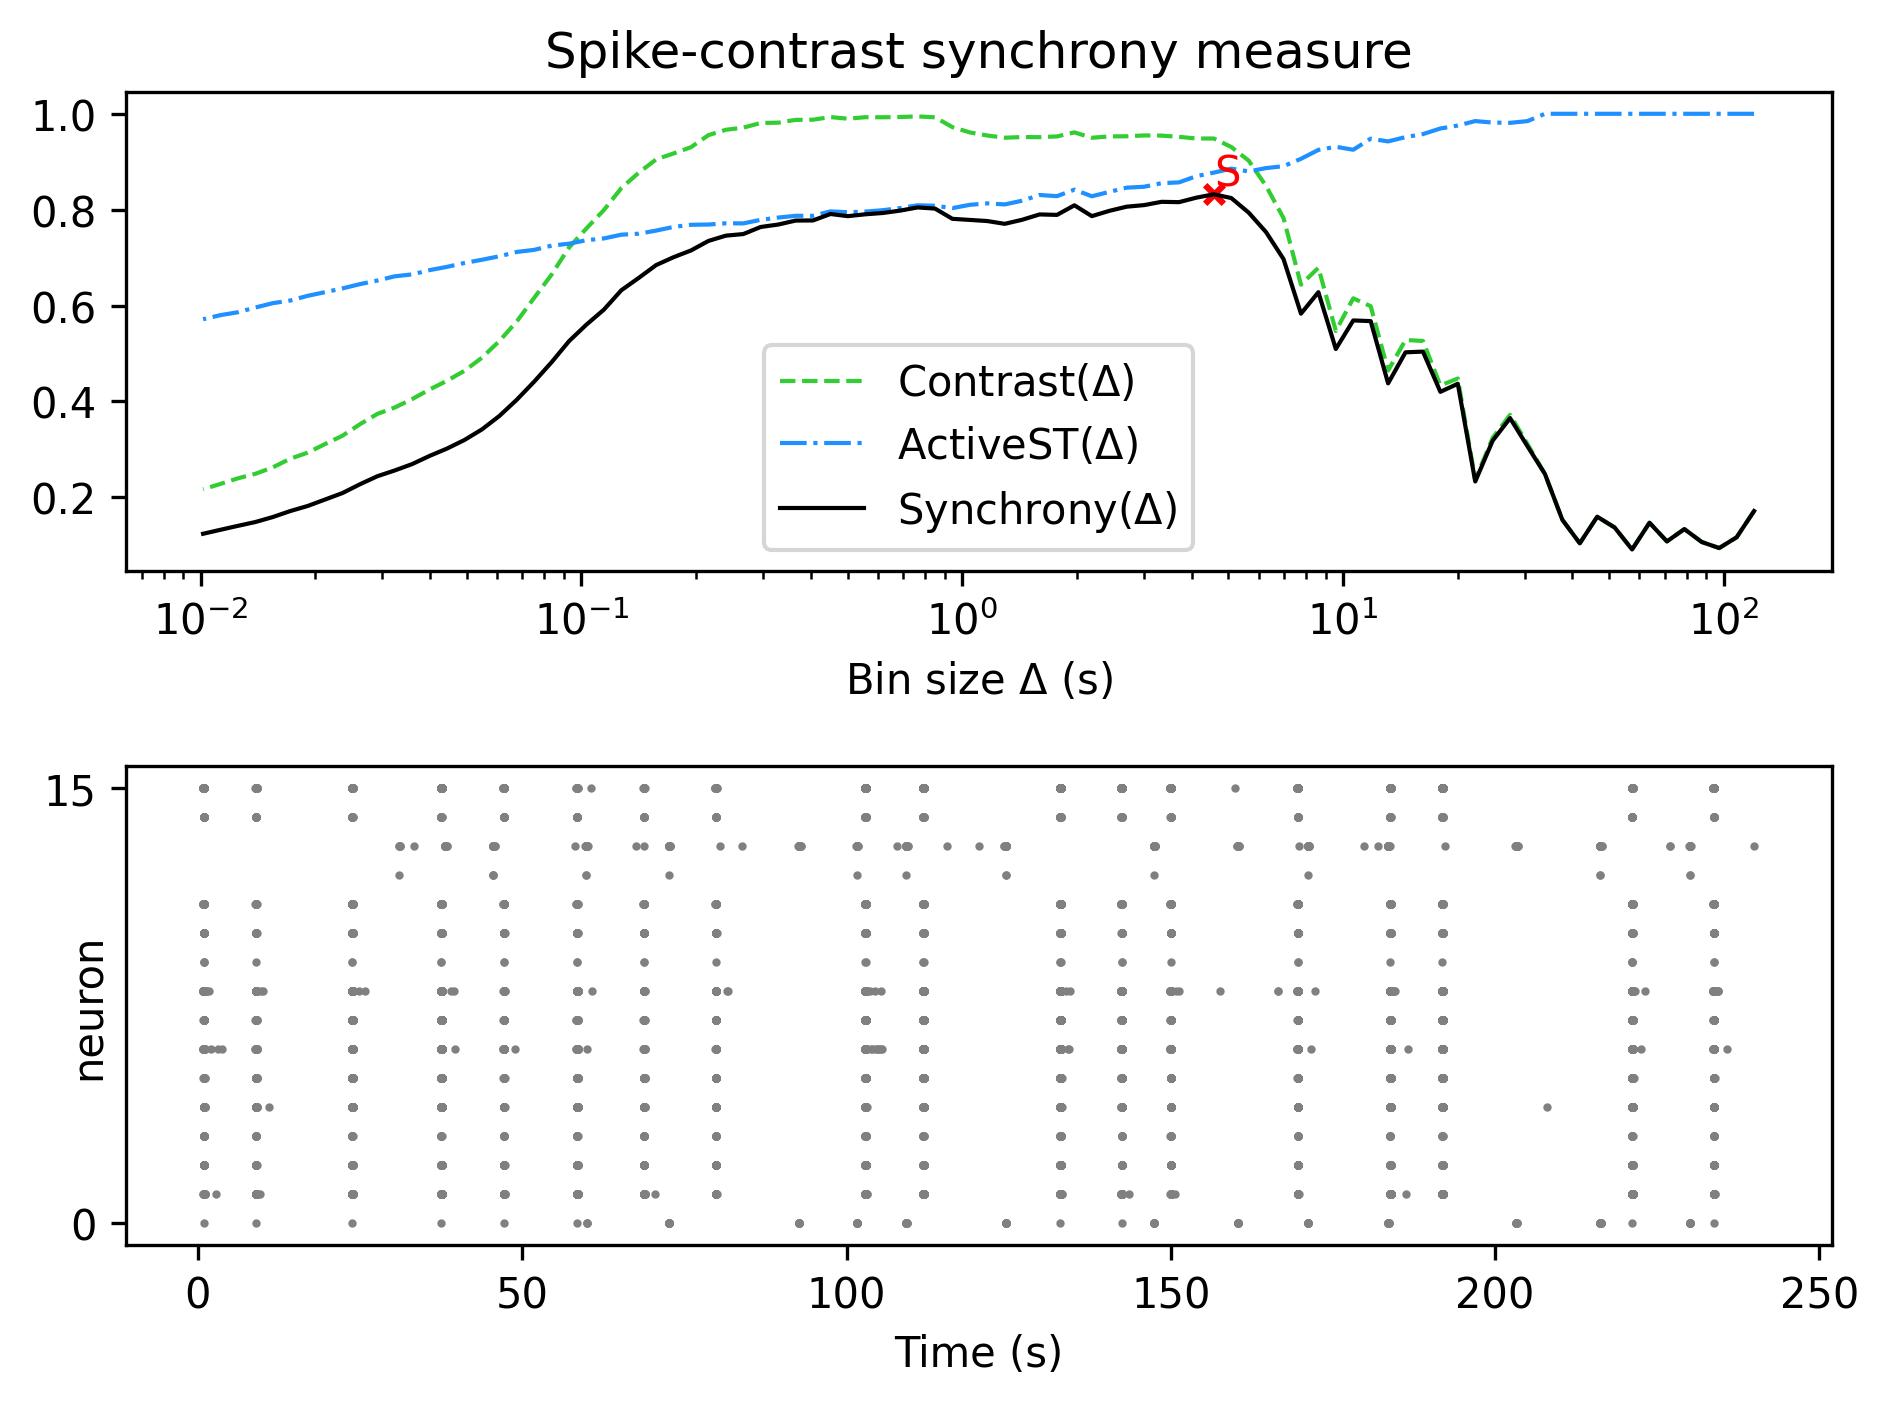 Spike-contrast synchrony measure
1.0
0.8
0.6
0.4
0.2
S
Contrast(Δ)
ActiveST(Δ)
Synchrony(Δ)
10⁻² 10⁻¹ 10⁰ 10¹ 10²
Bin size Δ (s)
15
neuron
0
0 50 100 150 200 250
Time (s)